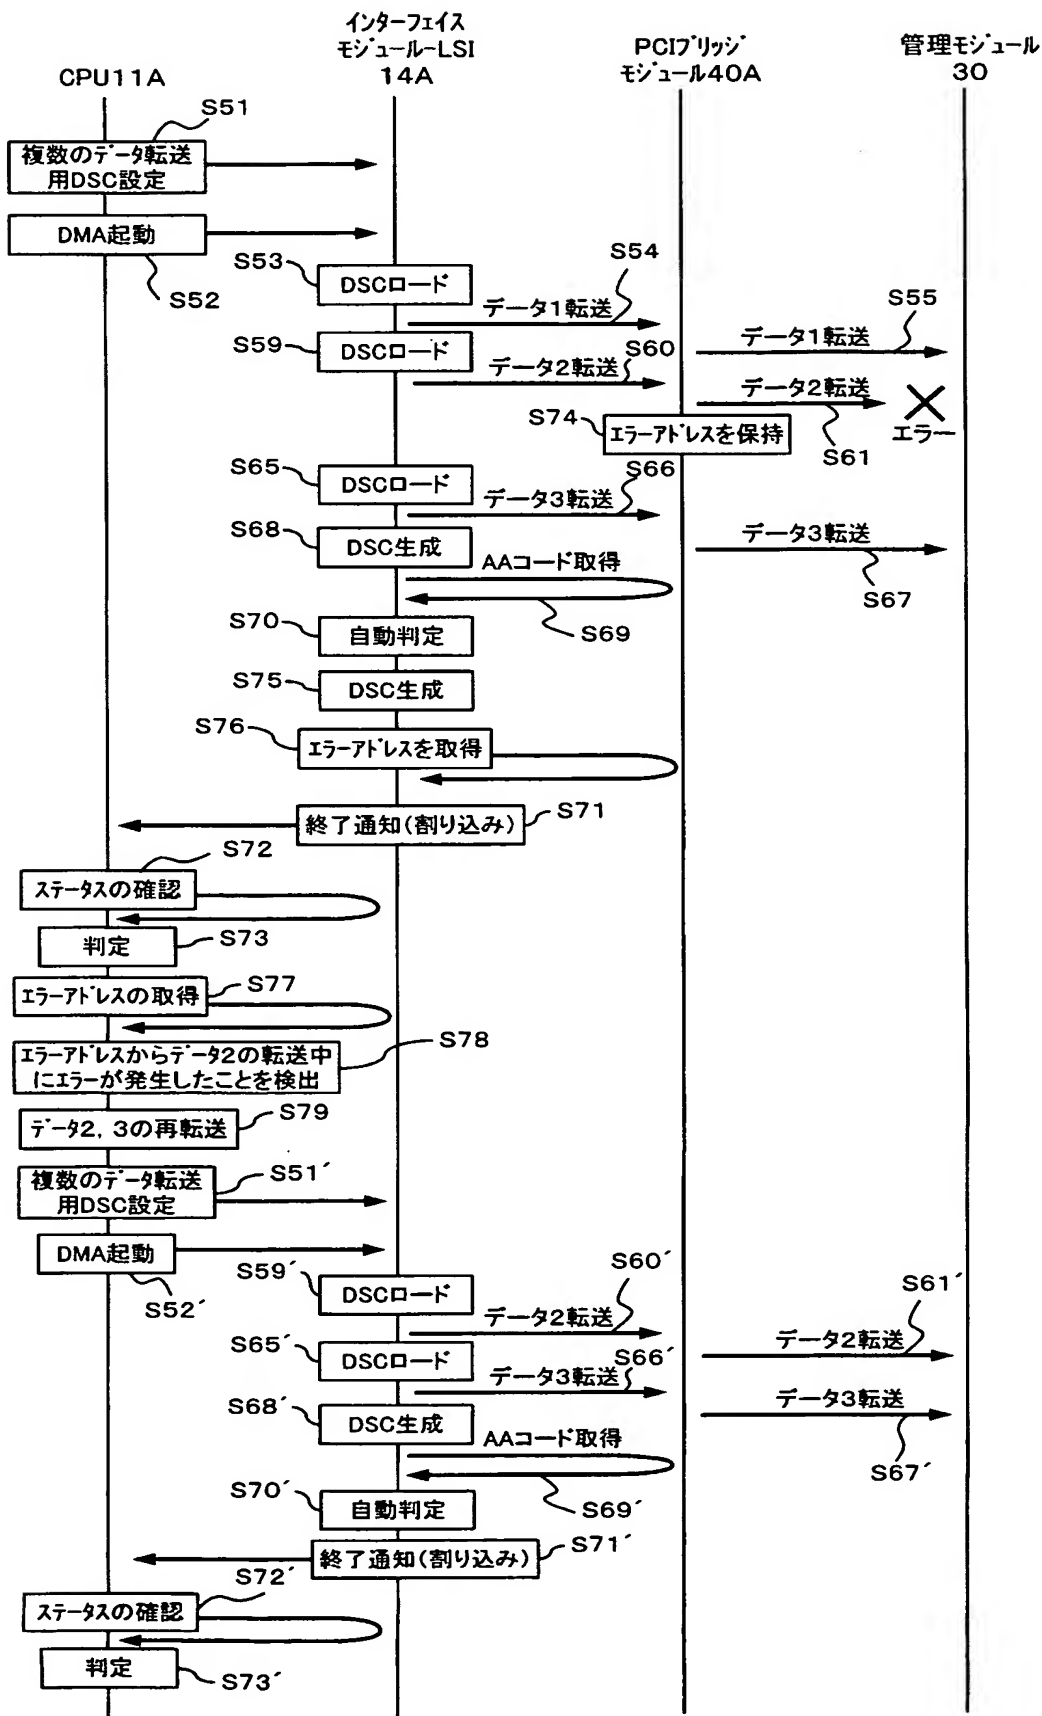 CPU11A
インターフェイス
モジュール-LSI
14A
PCIブリッジ
モジュール40A
管理モジュール
30
S51
複数のデータ転送
用DSC設定
DMA起動
S52
S53
DSCロード
S54
データ1転送
S55
データ1転送
S59
DSCロード
S60
データ2転送
データ2転送
エラー
S61
S74
エラーアドレスを保持
S65
DSCロード
S66
データ3転送
データ3転送
S67
S68
DSC生成
AAコード取得
S69
S70
自動判定
S75
DSC生成
S76
エラーアドレスを取得
終了通知(割り込み)
S71
S72
ステータスの確認
判定
S73
エラーアドレスの取得
S77
エラーアドレスからデータ2の転送中
にエラーが発生したことを検出
S78
データ2, 3の再転送
S79
複数のデータ転送
用DSC設定
S51´
DMA起動
S52´
S59´
DSCロード
S60´
データ2転送
S61´
データ2転送
S65´
DSCロード
S66´
データ3転送
データ3転送
S67´
S68´
DSC生成
AAコード取得
S69´
S70´
自動判定
終了通知(割り込み)
S71´
S72´
ステータスの確認
判定
S73´